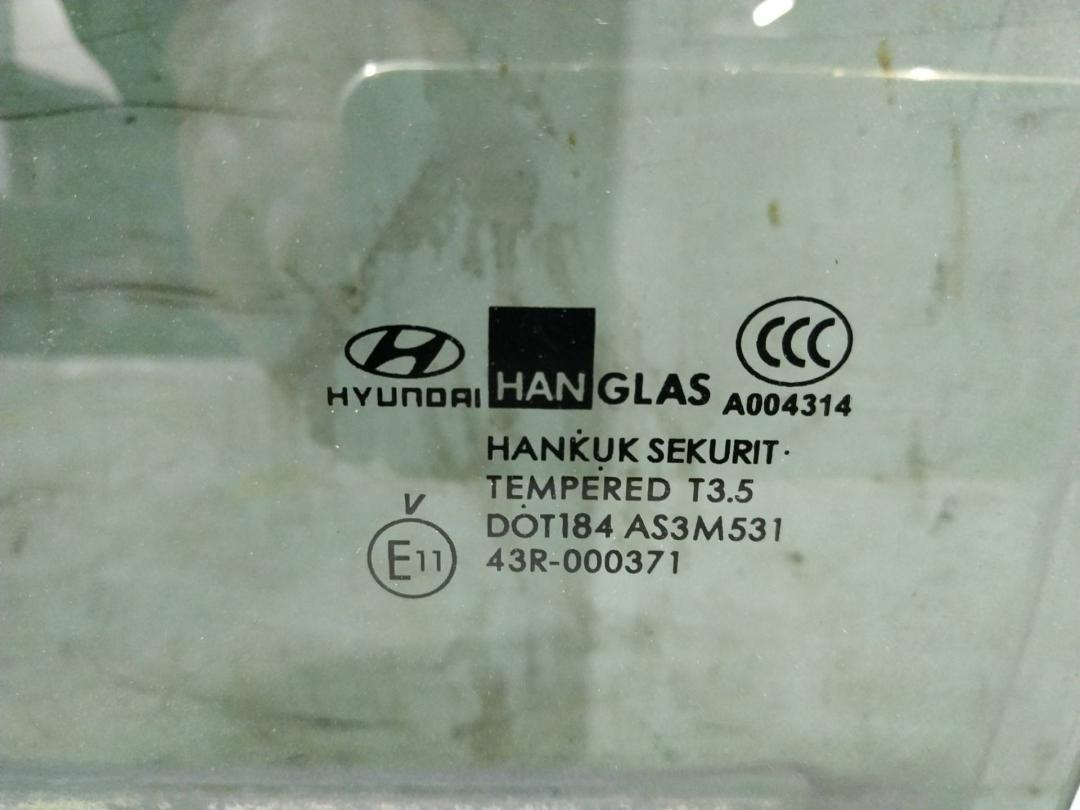 HYUNDAI HANGLAS CCC
A004314
HANKUK SEKURIT
TEMPERED T3.5
DOT184 AS3M531
V
E11 43R-000371